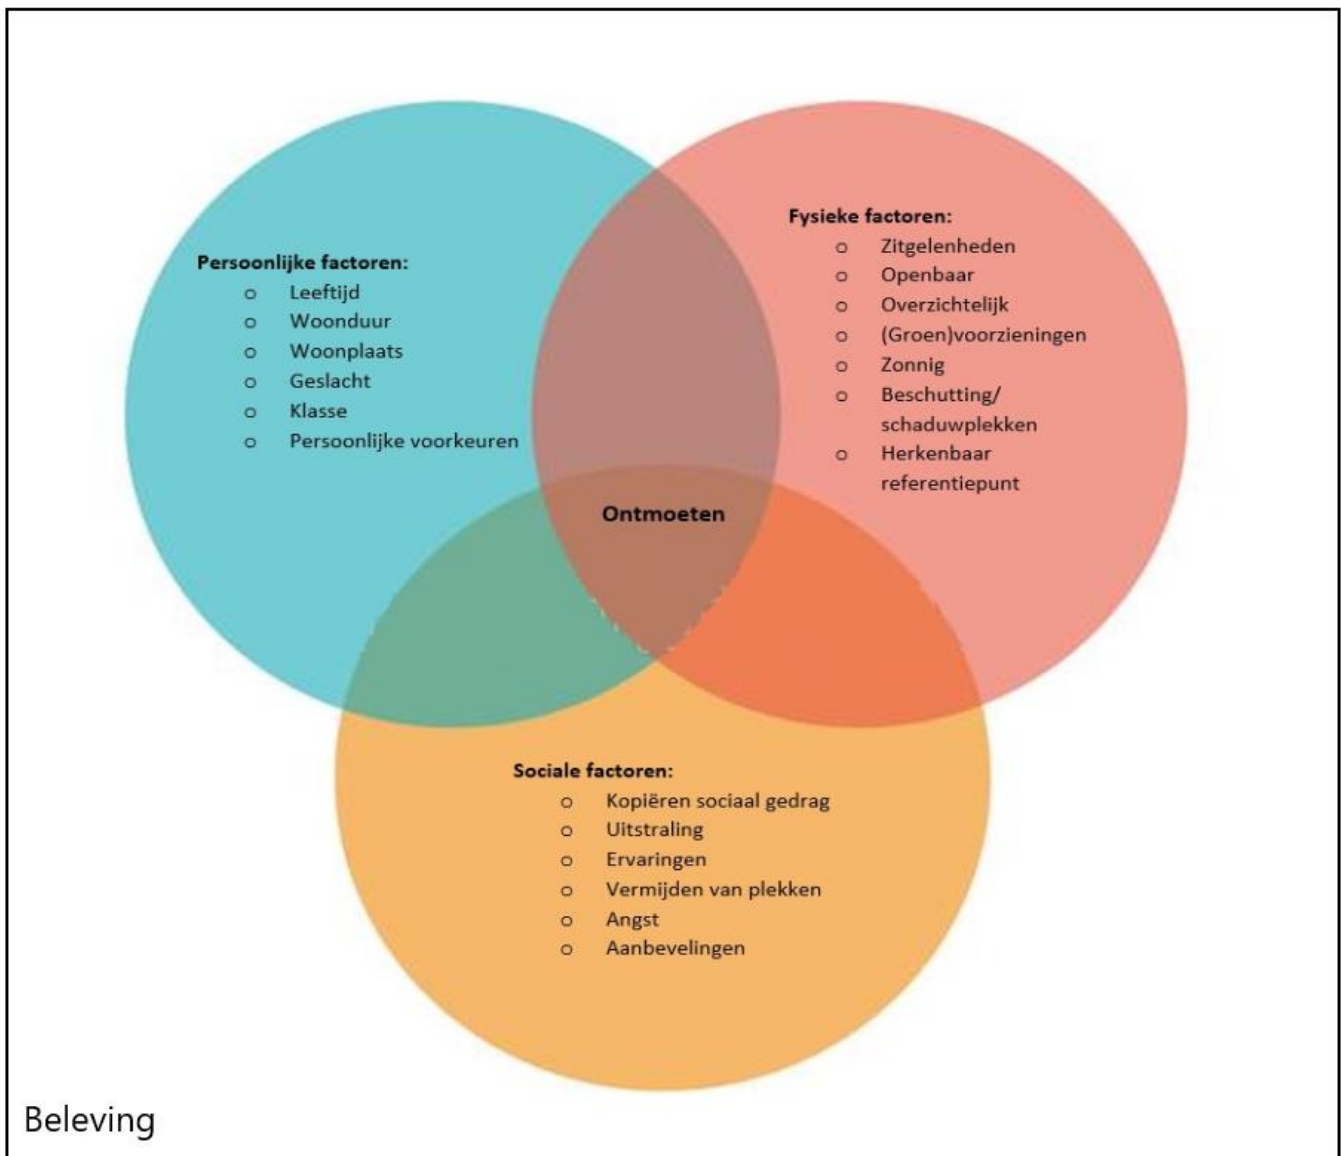 Persoonlijke factoren:
o Leeftijd
o Woonduur
o Woonplaats
o Geslacht
o Klasse
o Persoonlijke voorkeuren
Fysieke factoren:
o Zitgelenheden
o Openbaar
o Overzichtelijk
o (Groen)voorzieningen
o Zonnig
o Beschutting/
schaduwplekken
o Herkenbaar
referentiepunt
Ontmoeten
Sociale factoren:
o Kopiëren sociaal gedrag
o Uitstraling
o Ervaringen
o Vermijden van plekken
o Angst
o Aanbevelingen
Beleving